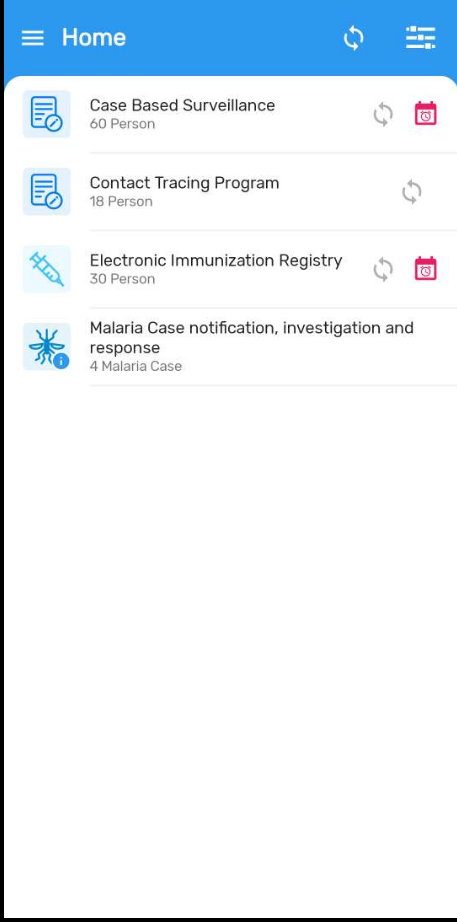 Home
Case Based Surveillance
60 Person
Contact Tracing Program
18 Person
Electronic Immunization Registry
30 Person
Malaria Case notification, investigation and
response
4 Malaria Case